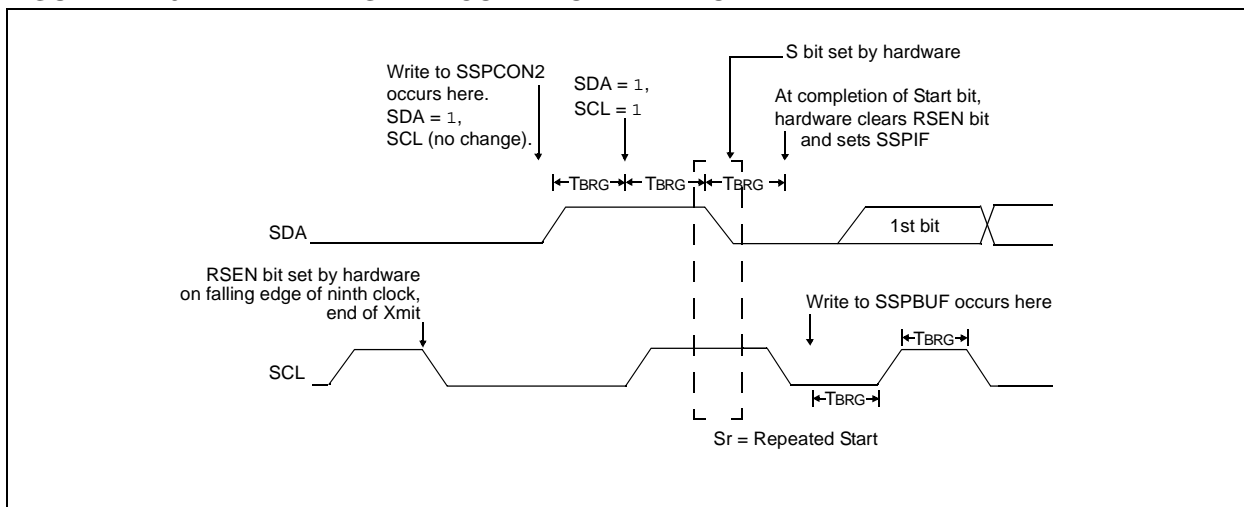 S bit set by hardware
Write to SSPCON2
occurs here.
SDA = 1,
SCL (no change).
SDA = 1,
SCL = 1
At completion of Start bit,
hardware clears RSEN bit
and sets SSPIF
TBRG
TBRG
TBRG
SDA
1st bit
RSEN bit set by hardware
on falling edge of ninth clock,
end of Xmit
Write to SSPBUF occurs here
TBRG
SCL
TBRG
Sr = Repeated Start